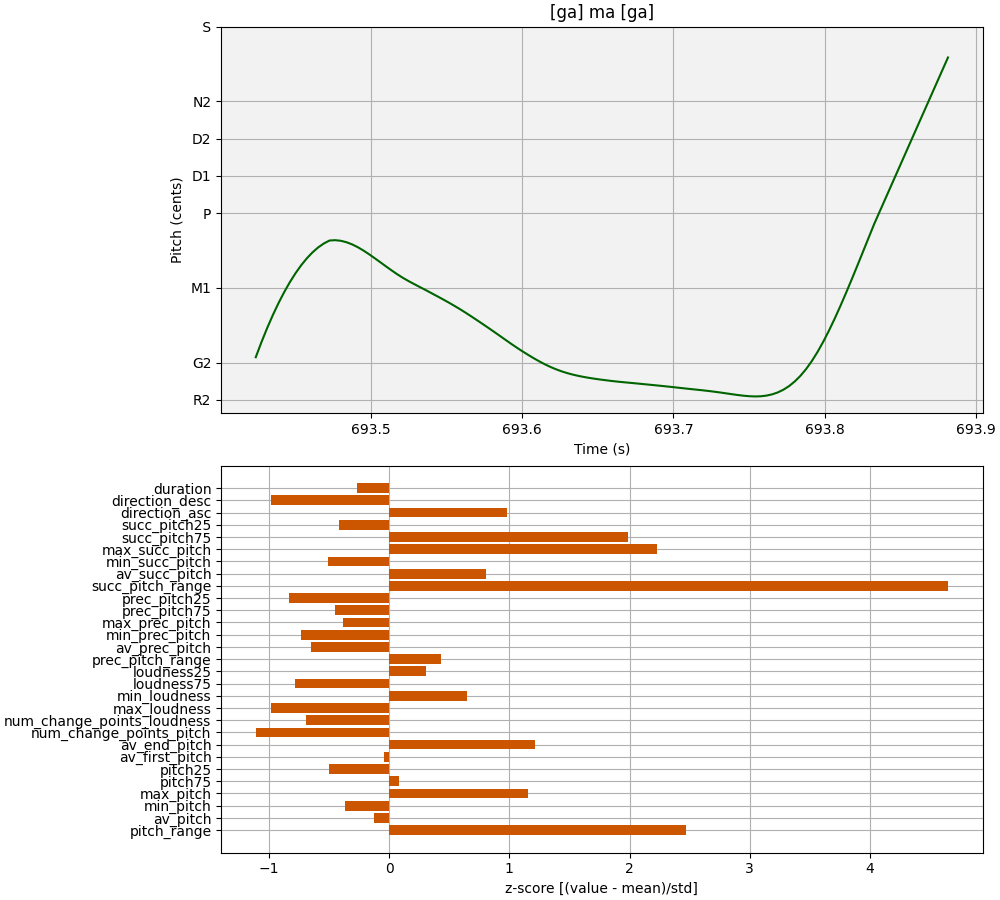 [ga] ma [ga]
S
N2
D2
D1
P
M1
G2
R2
Pitch (cents)
693.5 693.6 693.7 693.8 693.9
Time (s)
duration
direction_desc
direction_asc
succ_pitch25
succ_pitch75
max_succ_pitch
min_succ_pitch
av_succ_pitch
succ_pitch_range
prec_pitch25
prec_pitch75
max_prec_pitch
min_prec_pitch
av_prec_pitch
prec_pitch_range
loudness25
loudness75
min_loudness
max_loudness
num_change_points_loudness
num_change_points_pitch
av_end_pitch
av_first_pitch
pitch25
pitch75
max_pitch
min_pitch
av_pitch
pitch_range
−1 0 1 2 3 4
z-score [(value - mean)/std]